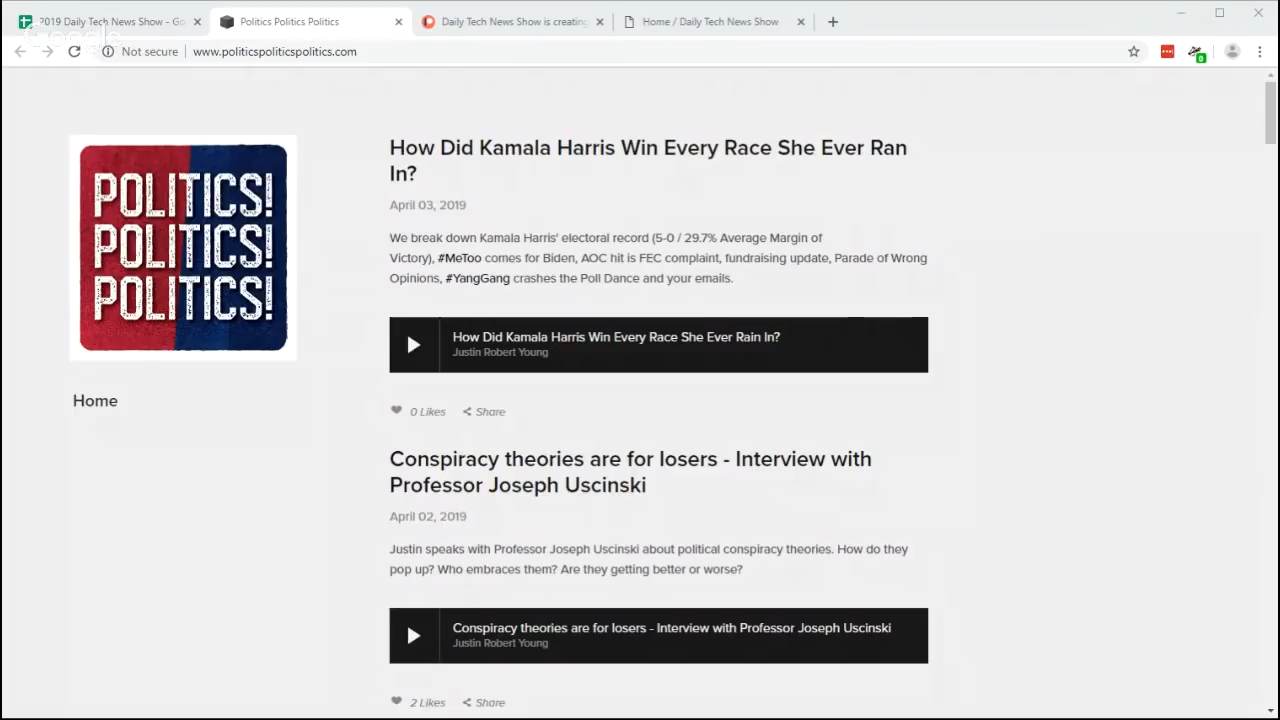 2019 Daily Tech News Show - Go
Politics Politics Politics
Daily Tech News Show is creating
Home / Daily Tech News Show
Not secure
www.politicspoliticspolitics.com
0
POLITICS!
POLITICS!
POLITICS!
Home
How Did Kamala Harris Win Every Race She Ever Ran
In?
April 03, 2019
We break down Kamala Harris' electoral record (5-0 / 29.7% Average Margin of
Victory), #MeToo comes for Biden, AOC hit is FEC complaint, fundraising update, Parade of Wrong
Opinions, #YangGang crashes the Poll Dance and your emails.
How Did Kamala Harris Win Every Race She Ever Rain In?
Justin Robert Young
0 Likes
Share
Conspiracy theories are for losers - Interview with
Professor Joseph Uscinski
April 02, 2019
Justin speaks with Professor Joseph Uscinski about political conspiracy theories. How do they
pop up? Who embraces them? Are they getting better or worse?
Conspiracy theories are for losers - Interview with Professor Joseph Uscinski
Justin Robert Young
2 Likes
Share